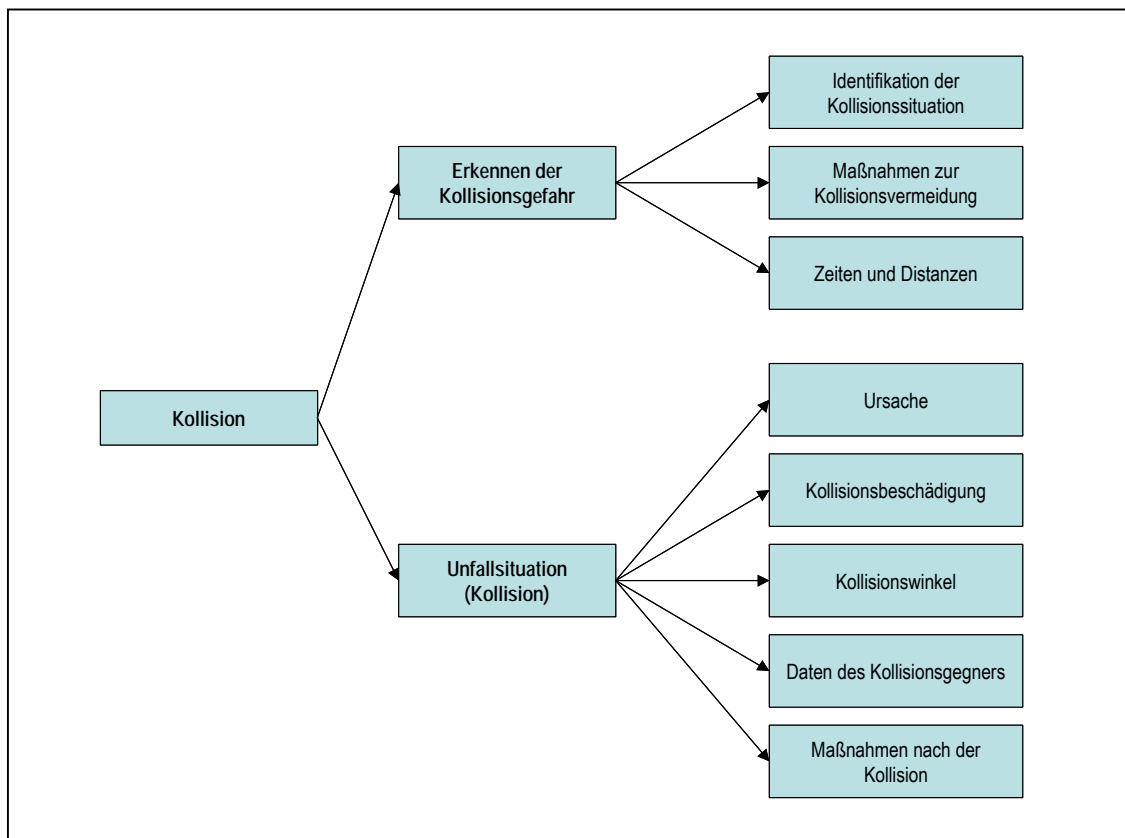 Kollision
Erkennen der
Kollisionsgefahr
Identifikation der
Kollisionssituation
Maßnahmen zur
Kollisionsvermeidung
Zeiten und Distanzen
Unfallsituation
(Kollision)
Ursache
Kollisionsbeschädigung
Kollisionswinkel
Daten des Kollisionsgegners
Maßnahmen nach der
Kollision